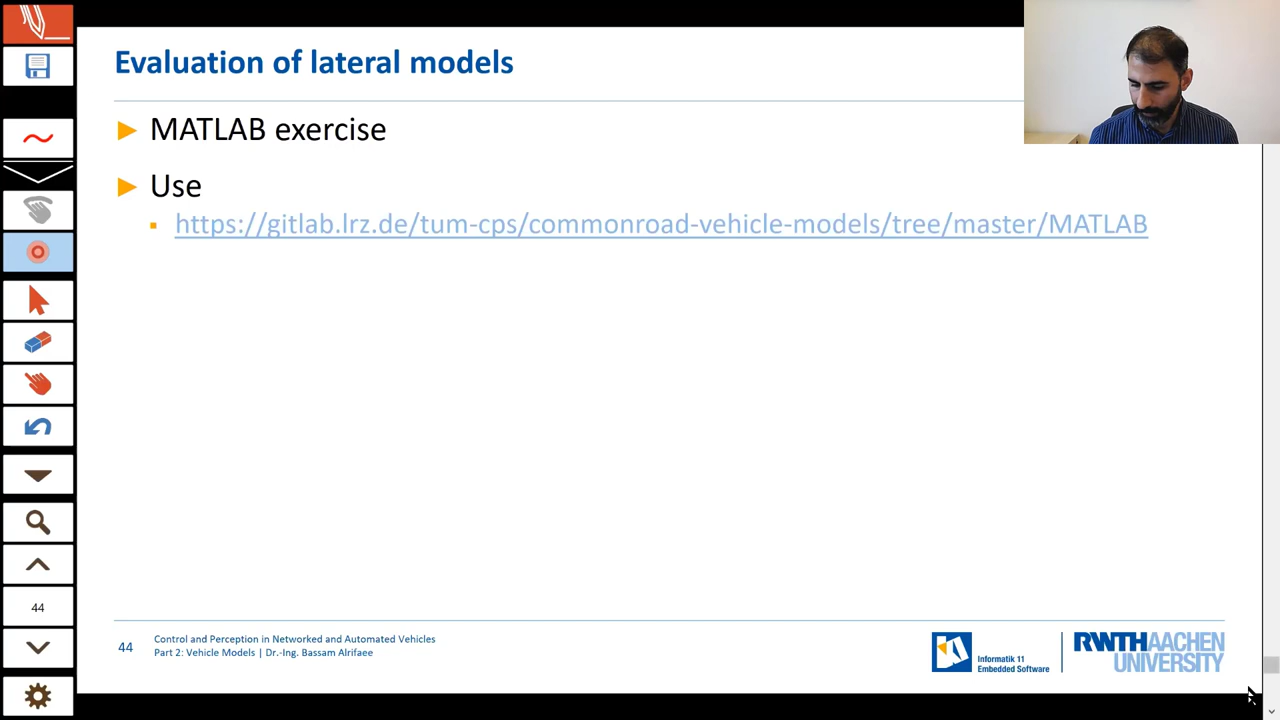 Evaluation of lateral models
► MATLAB exercise
► Use
▪ https://gitlab.lrz.de/tum-cps/commonroad-vehicle-models/tree/master/MATLAB
44
44
Control and Perception in Networked and Automated Vehicles
Part 2: Vehicle Models | Dr.-Ing. Bassam Alrifaee
Informatik 11
Embedded Software
RWTHAACHEN
UNIVERSITY